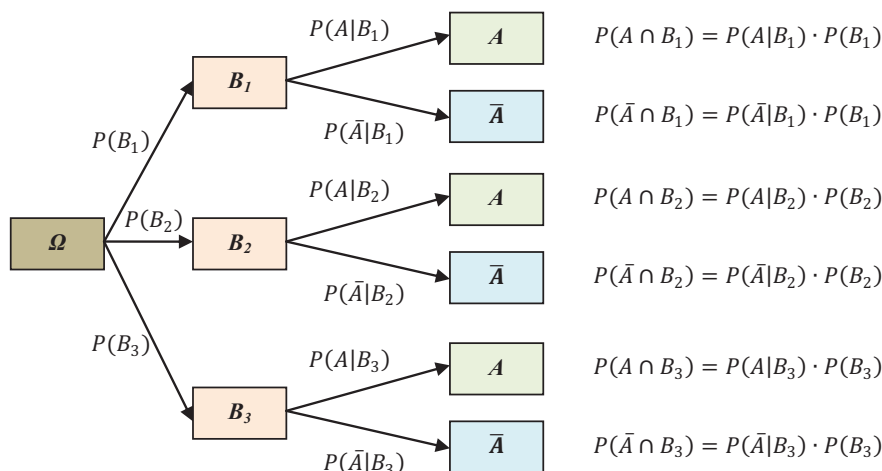 P(A|B₁) A P(A ∩ B₁) = P(A|B₁) · P(B₁)
B₁
P(B₁) P(Ā|B₁) Ā P(Ā ∩ B₁) = P(Ā|B₁) · P(B₁)
P(A|B₂) A P(A ∩ B₂) = P(A|B₂) · P(B₂)
Ω P(B₂) B₂
P(Ā|B₂) Ā P(Ā ∩ B₂) = P(Ā|B₂) · P(B₂)
P(B₃) P(A|B₃) A P(A ∩ B₃) = P(A|B₃) · P(B₃)
B₃
P(Ā|B₃) Ā P(Ā ∩ B₃) = P(Ā|B₃) · P(B₃)